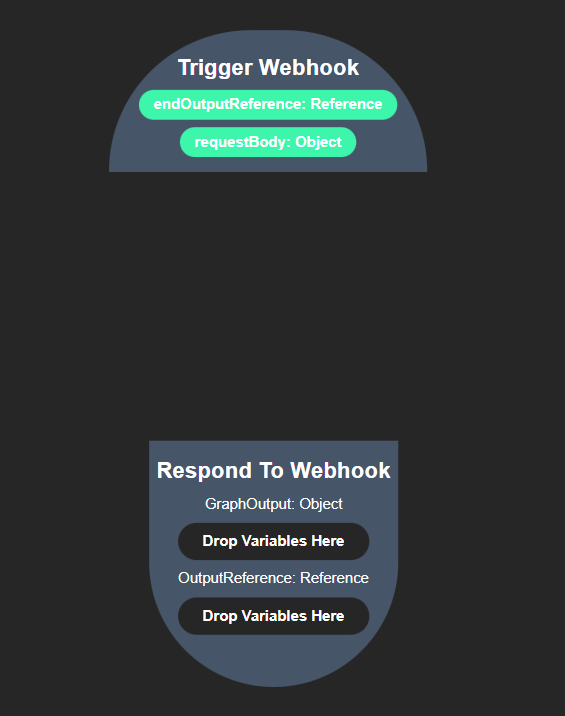 Trigger Webhook
endOutputReference: Reference
requestBody: Object
Respond To Webhook
GraphOutput: Object
Drop Variables Here
OutputReference: Reference
Drop Variables Here